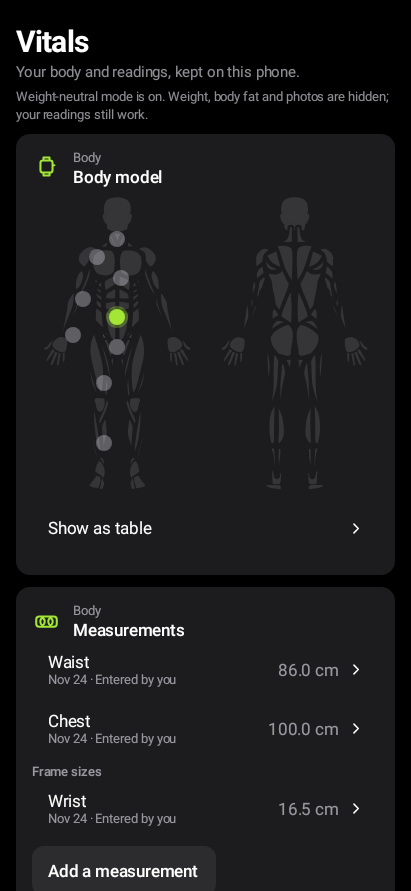 Vitals
Your body and readings, kept on this phone.
Weight-neutral mode is on. Weight, body fat and photos are hidden;
your readings still work.
Body
Body model
Show as table
Body
Measurements
Waist
86.0 cm
Nov 24 · Entered by you
Chest
100.0 cm
Nov 24 · Entered by you
Frame sizes
Wrist
16.5 cm
Nov 24 · Entered by you
Add a measurement